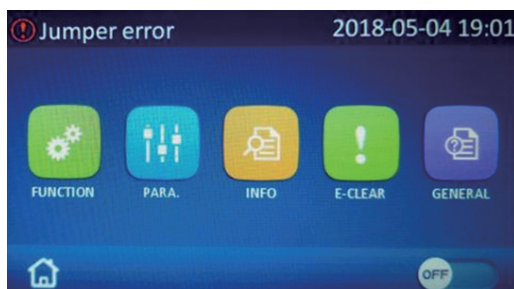 Jumper error 2018-05-04 19:01
FUNCTION PARA. INFO E-CLEAR GENERAL
OFF